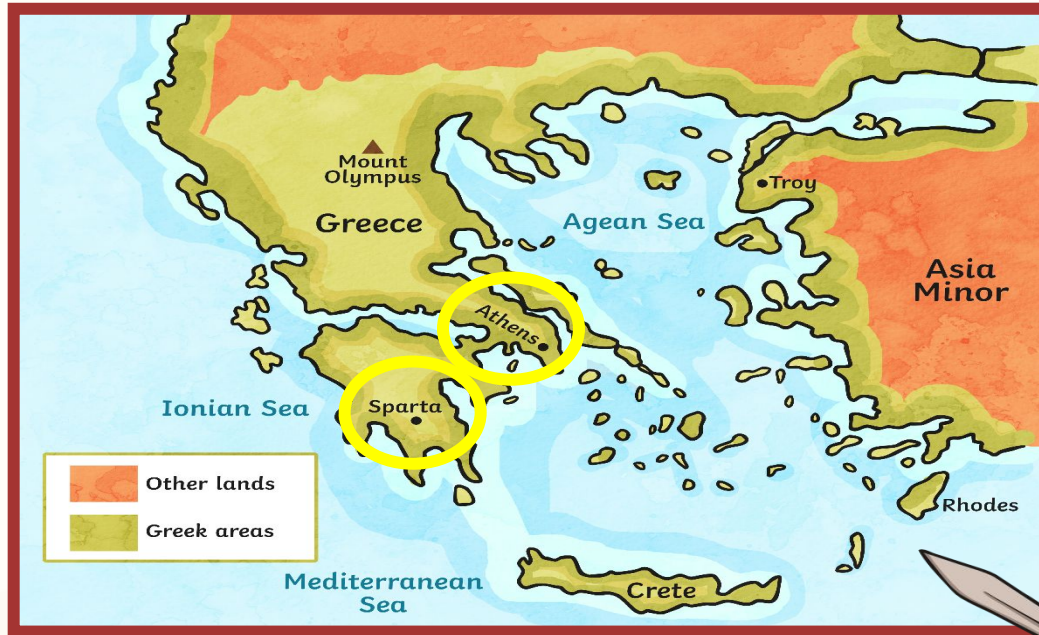 Mount
Olympus
Greece
Agean Sea
Troy
Asia
Minor
Athens
Ionian Sea
Sparta
Other lands
Greek areas
Rhodes
Mediterranean
Sea
Crete